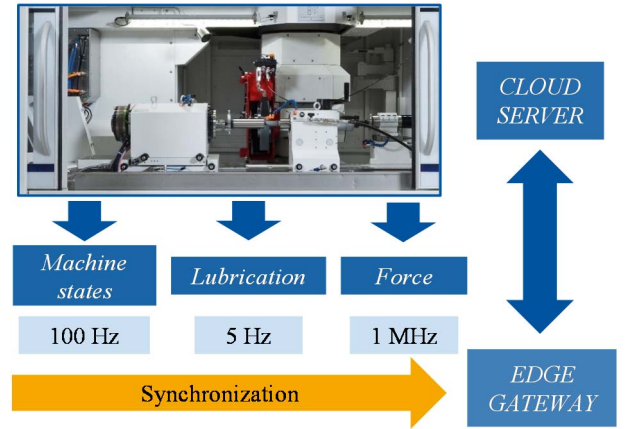 CLOUD
SERVER
Machine
states
Lubrication
Force
100 Hz
5 Hz
1 MHz
Synchronization
EDGE
GATEWAY